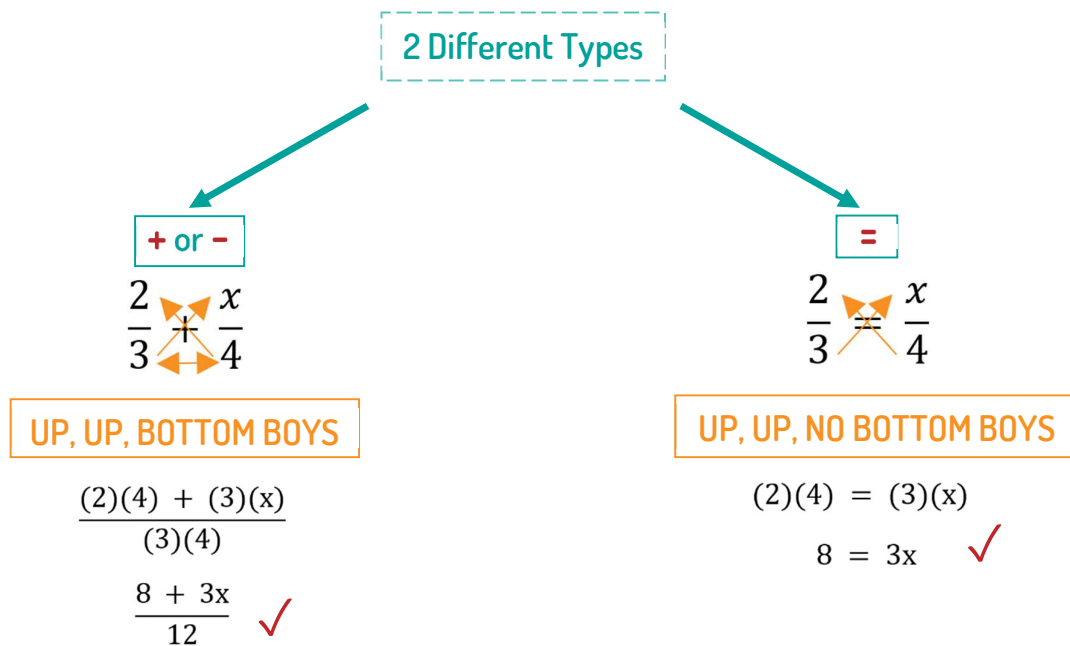 2 Different Types
+ or -
2/3 + x/4
UP, UP, BOTTOM BOYS
(2)(4) + (3)(x)
(3)(4)
8 + 3x
12
✓
=
2/3 = x/4
UP, UP, NO BOTTOM BOYS
(2)(4) = (3)(x)
8 = 3x ✓